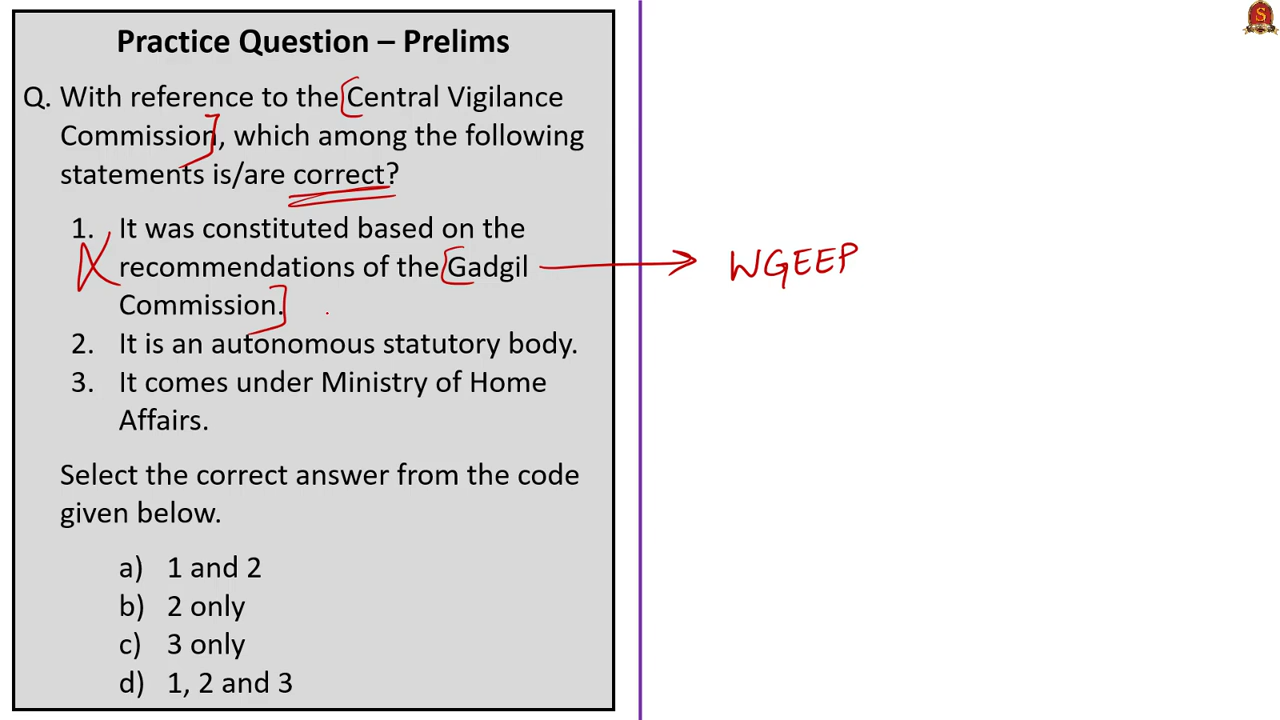 Practice Question – Prelims
Q. With reference to the Central Vigilance
Commission, which among the following
statements is/are correct?
1. It was constituted based on the
recommendations of the Gadgil
Commission.
2. It is an autonomous statutory body.
3. It comes under Ministry of Home
Affairs.
Select the correct answer from the code
given below.
a) 1 and 2
b) 2 only
c) 3 only
d) 1, 2 and 3
WGEEP
S